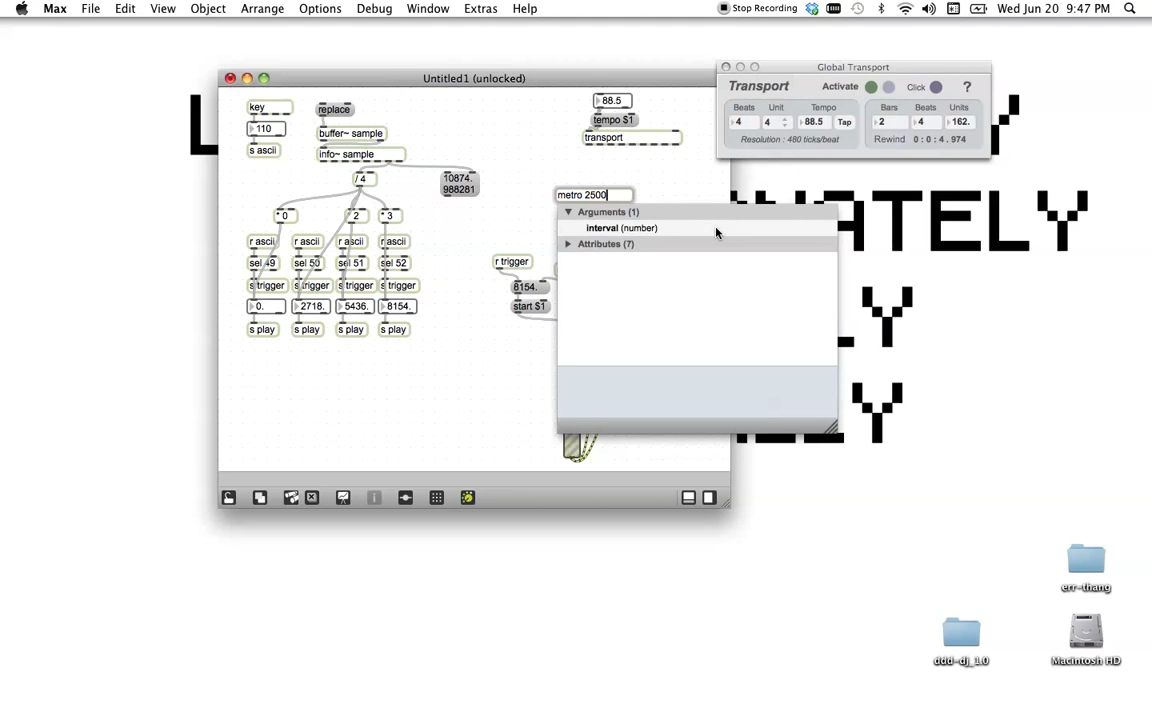 Max File Edit View Object Arrange Options Debug Window Extras Help Stop Recording Wed Jun 20 9:47 PM
Untitled1 (unlocked)
Global Transport
Transport Activate Click ?
Beats Unit Tempo Bars Beats Units
4 4 88.5 Tap 2 4 162.
Resolution : 480 ticks/beat Rewind 0 : 0 : 4 . 974
key replace 88.5
110 buffer~ sample tempo $1
s ascii info~ sample transport
/ 4 10874.
988281
metro 2500
Arguments (1)
interval (number)
Attributes (7)
* 0 2 * 3
r ascii r ascii r ascii r ascii
sel 49 sel 50 sel 51 sel 52
s trigger s trigger s trigger s trigger
0. 2718. 5436. 8154.
s play s play s play s play
r trigger
8154.
start $1
ATELY
LY
Y
err-thang
ddd-dj_1.0 Macintosh HD